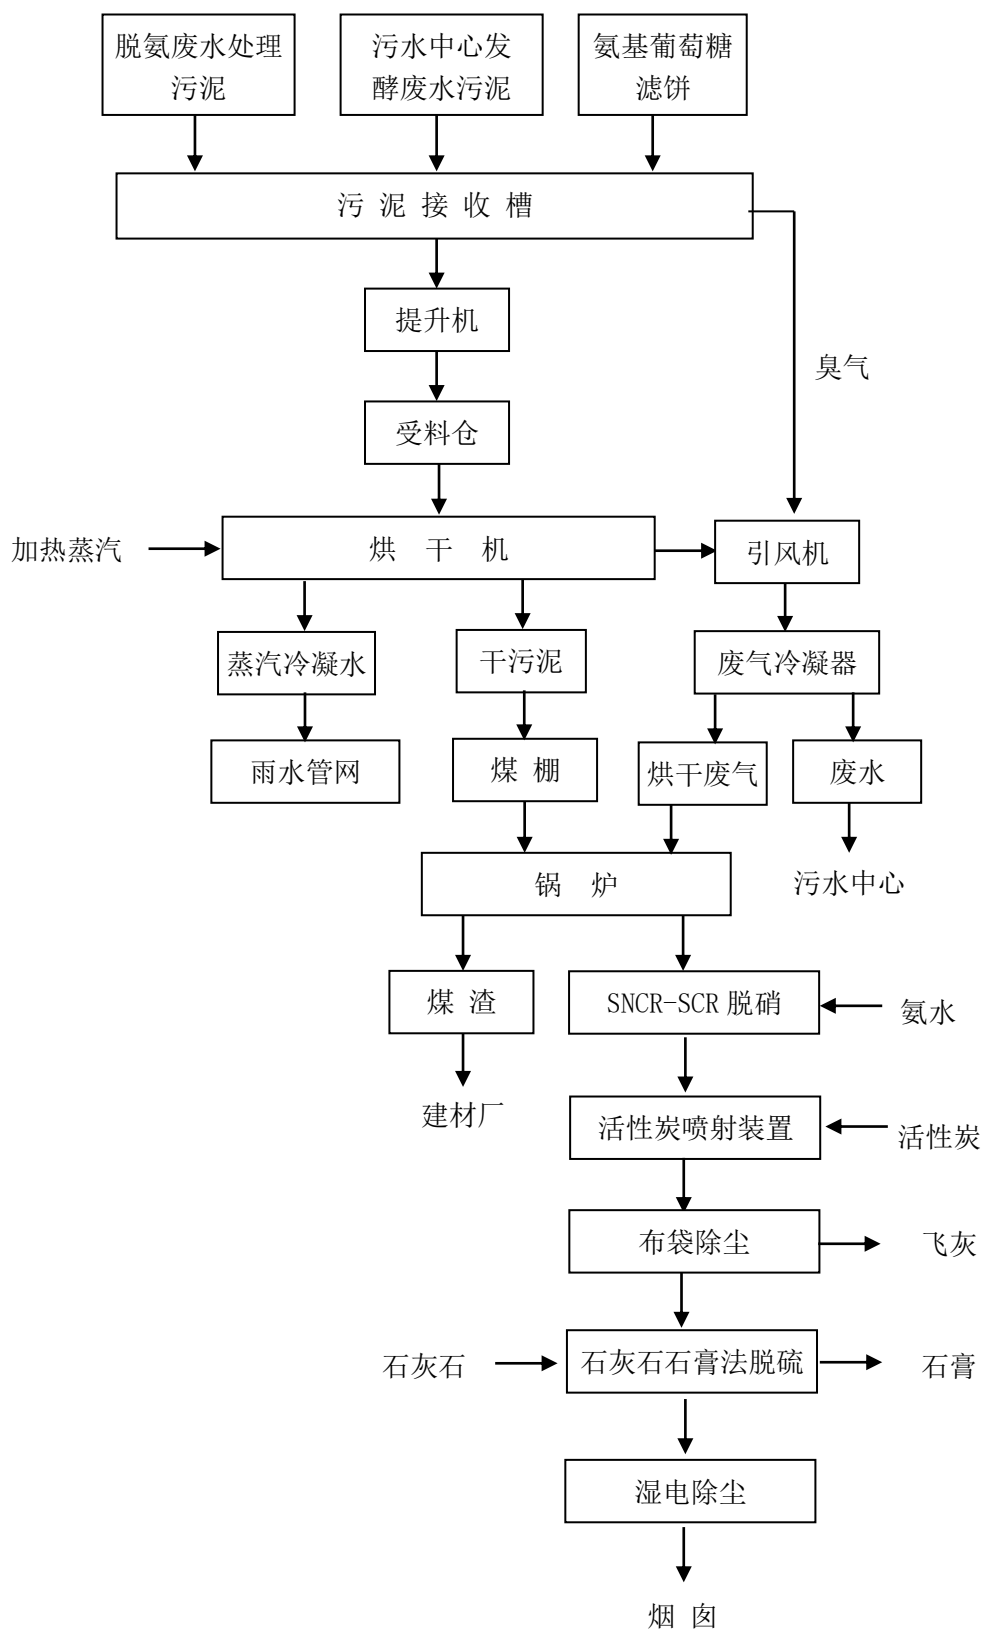 脱氨废水处理
污泥
污水中心发
酵废水污泥
氨基葡萄糖
滤饼
污 泥 接 收 槽
提升机
臭气
受料仓
加热蒸汽
烘 干 机
引风机
蒸汽冷凝水
干污泥
废气冷凝器
雨水管网
煤 棚
烘干废气
废水
锅 炉
污水中心
煤 渣
SNCR-SCR 脱硝
氨水
建材厂
活性炭喷射装置
活性炭
布袋除尘
飞灰
石灰石
石灰石石膏法脱硫
石膏
湿电除尘
烟 囱